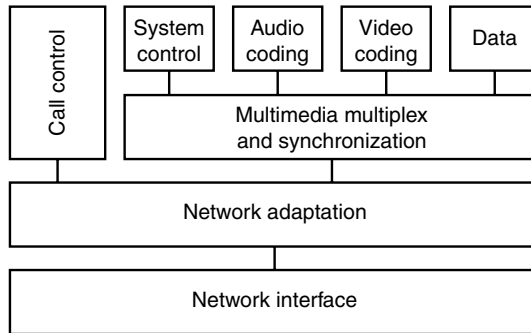 Call control
System
control
Audio
coding
Video
coding
Data
Multimedia multiplex
and synchronization
Network adaptation
Network interface